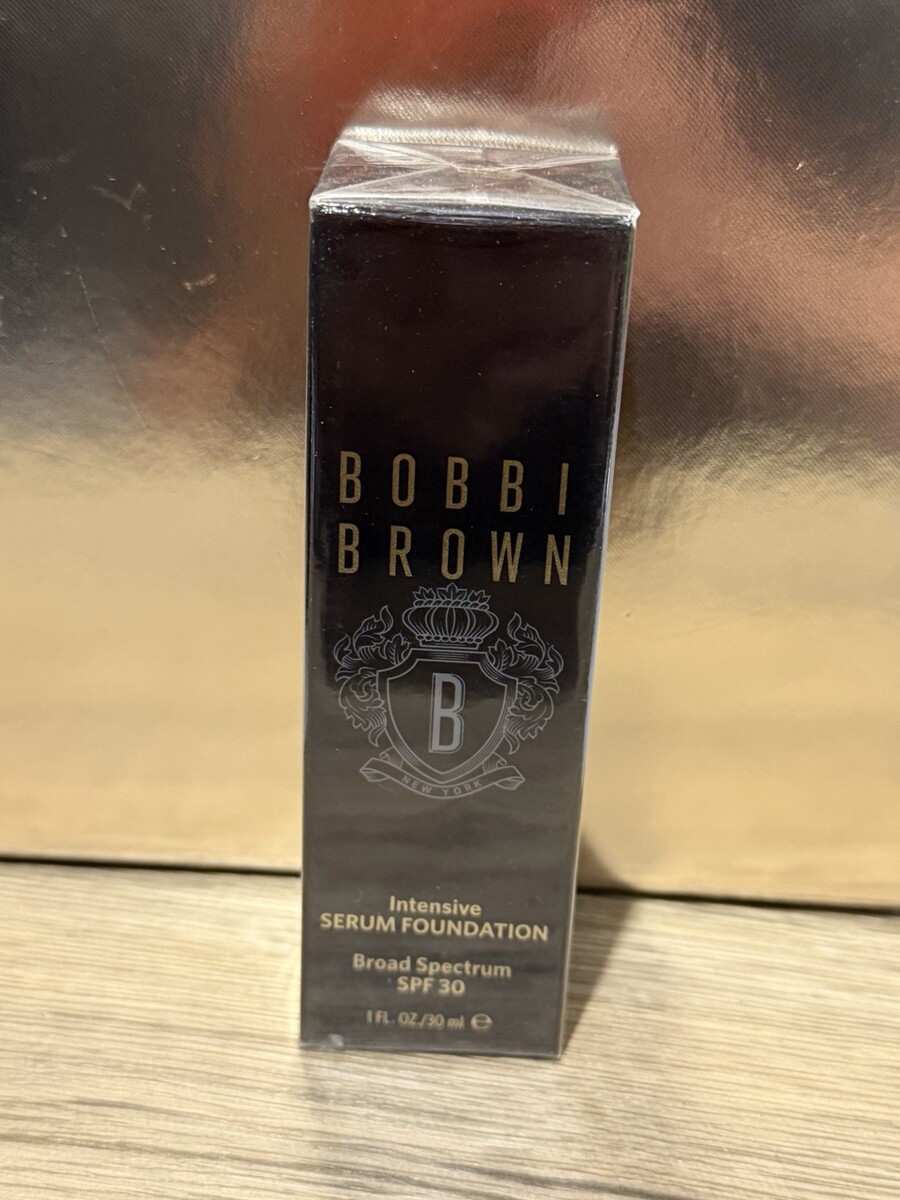 BOBBI
BROWN
B
NEW YORK
Intensive
SERUM FOUNDATION
Broad Spectrum
SPF 30
1 FL. OZ./30 ml ℮